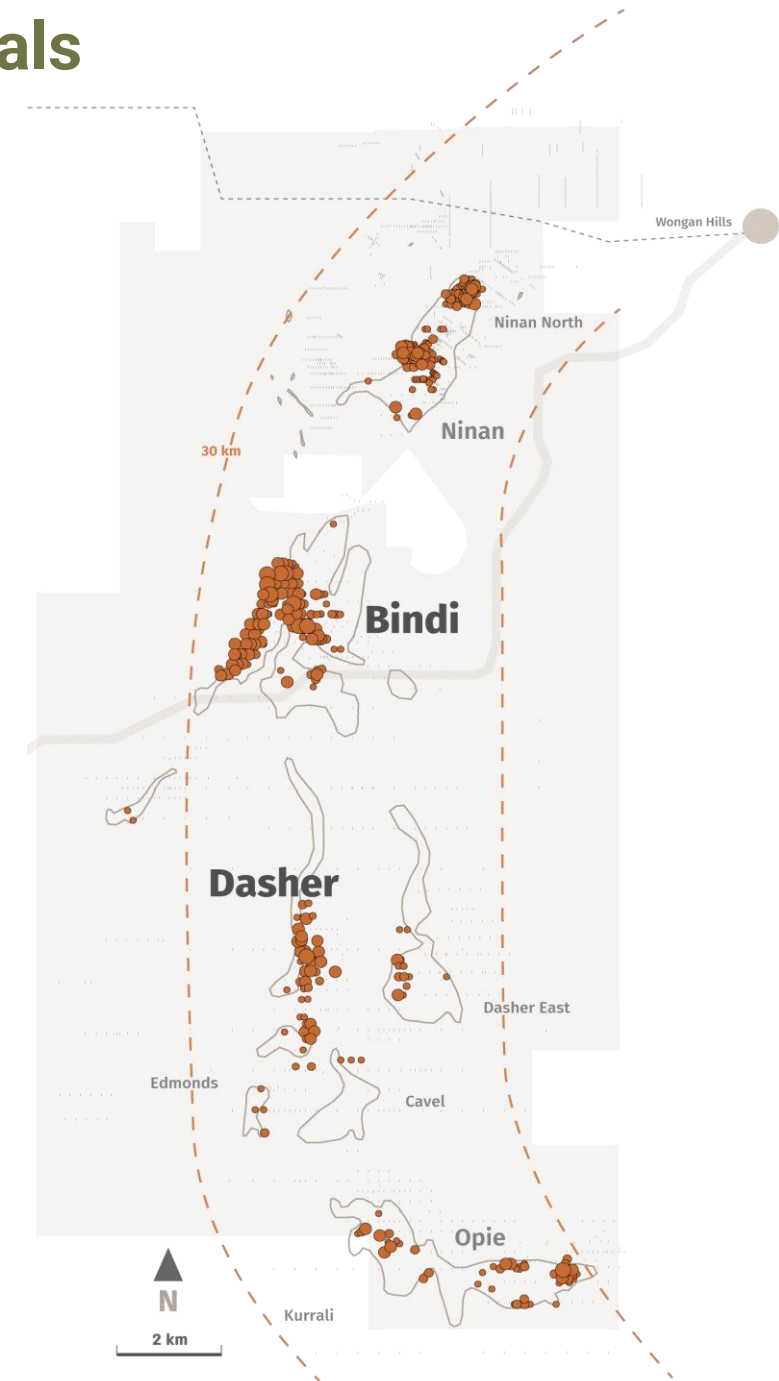 als
Wongan Hills
Ninan North
Ninan
30 km
Bindi
Dasher
Dasher East
Edmonds
Cavel
Opie
N
Kurrali
2 km